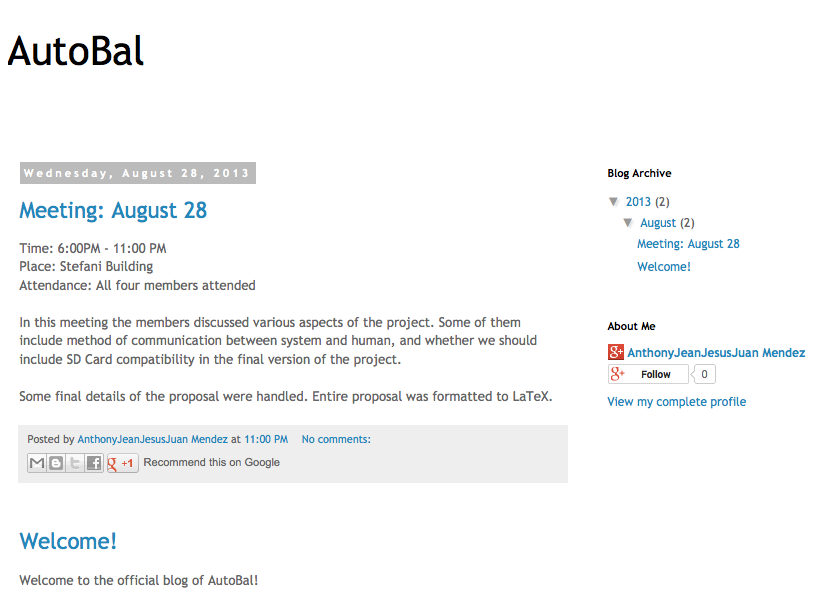 AutoBal
Wednesday, August 28, 2013
Meeting: August 28
Time: 6:00PM - 11:00 PM
Place: Stefani Building
Attendance: All four members attended
In this meeting the members discussed various aspects of the project. Some of them
include method of communication between system and human, and whether we should
include SD Card compatibility in the final version of the project.
Some final details of the proposal were handled. Entire proposal was formatted to LaTeX.
Posted by AnthonyJeanJesusJuan Mendez at 11:00 PM No comments:
+1 Recommend this on Google
Welcome!
Welcome to the official blog of AutoBal!
Blog Archive
▼ 2013 (2)
▼ August (2)
Meeting: August 28
Welcome!
About Me
g+ AnthonyJeanJesusJuan Mendez
g+ Follow 0
View my complete profile